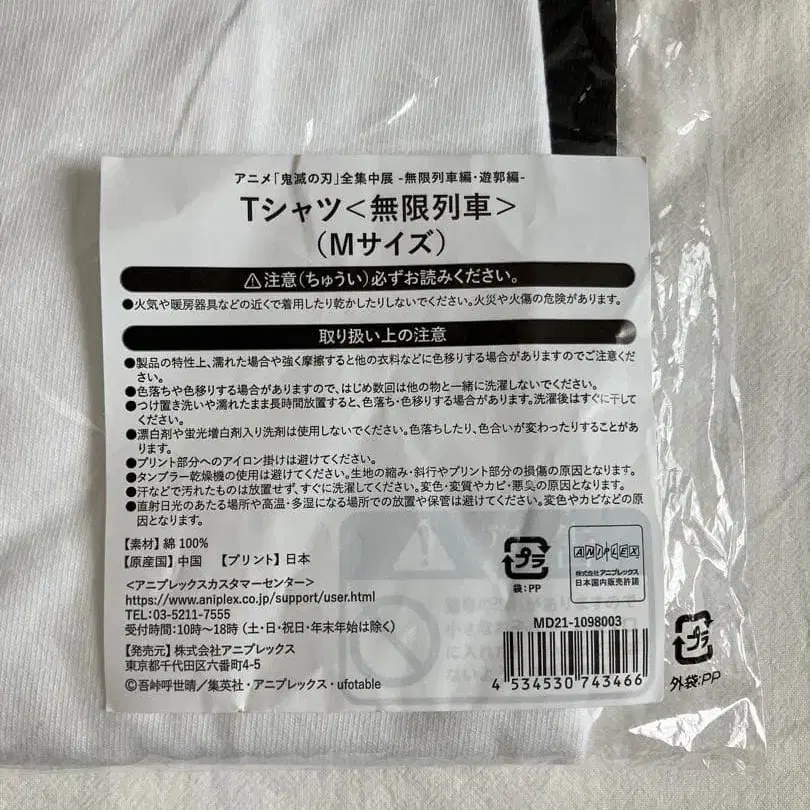 アニメ「鬼滅の刃」全集中展 -無限列車編・遊郭編-
Tシャツ＜無限列車＞
（Mサイズ）
⚠注意（ちゅうい）必ずお読みください。
●火気や暖房器具などの近くで着用したり乾かしたりしないでください。火災や火傷の危険があります。
取り扱い上の注意
●製品の特性上、濡れた場合や強く摩擦すると他の衣料などに色移りする場合がありますのでご注意くだ
さい。
●色落ちや色移りする場合がありますので、はじめ数回は他の物と一緒に洗濯しないでください。
●つけ置き洗いや濡れたまま長時間放置すると、色落ち・色移りする場合があります。洗濯後はすぐに干して
ください。
●漂白剤や蛍光増白剤入り洗剤は使用しないでください。色落ちしたり、色合いが変わったりすることがあ
ります。
●プリント部分へのアイロン掛けは避けてください。
●タンブラー乾燥機の使用は避けてください。生地の縮み・斜行やプリント部分の損傷の原因となります。
●汗などで汚れたものは放置せず、すぐに洗濯してください。変色・変質やカビ・悪臭の原因となります。
●直射日光のあたる場所や高温・多湿になる場所での放置や保管は避けてください。変色やカビなどの原
因となります。
【素材】綿 100%
【原産国】中国 【プリント】日本
＜アニプレックスカスタマーセンター＞
https://www.aniplex.co.jp/support/user.html
TEL:03-5211-7555
受付時間:10時〜18時（土・日・祝日・年末年始は除く）
【発売元】株式会社アニプレックス
東京都千代田区六番町4-5
©吾峠呼世晴／集英社・アニプレックス・ufotable
プラ
袋：PP
ANIPLEX
株式会社アニプレックス
日本国内販売許諾
MD21-1098003
4 534530 743466
プラ
外袋:PP